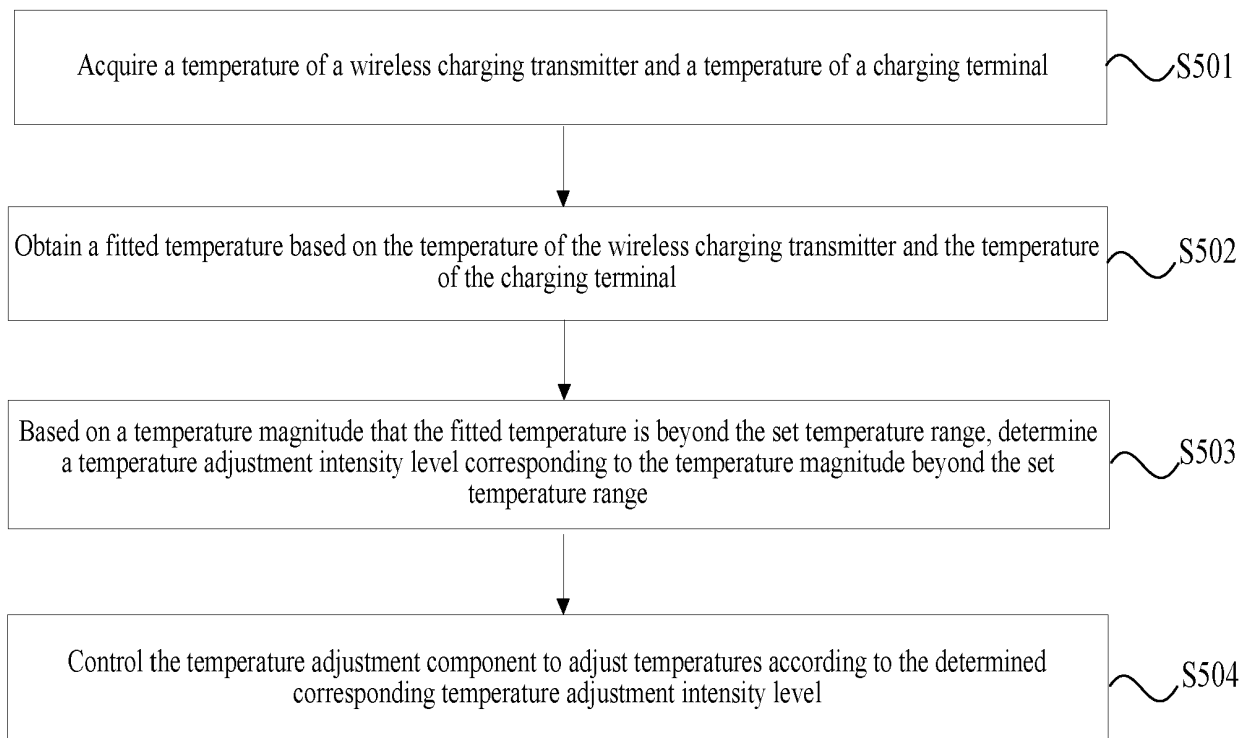 Acquire a temperature of a wireless charging transmitter and a temperature of a charging terminal
S501
Obtain a fitted temperature based on the temperature of the wireless charging transmitter and the temperature
of the charging terminal
S502
Based on a temperature magnitude that the fitted temperature is beyond the set temperature range, determine
a temperature adjustment intensity level corresponding to the temperature magnitude beyond the set
temperature range
S503
Control the temperature adjustment component to adjust temperatures according to the determined
corresponding temperature adjustment intensity level
S504